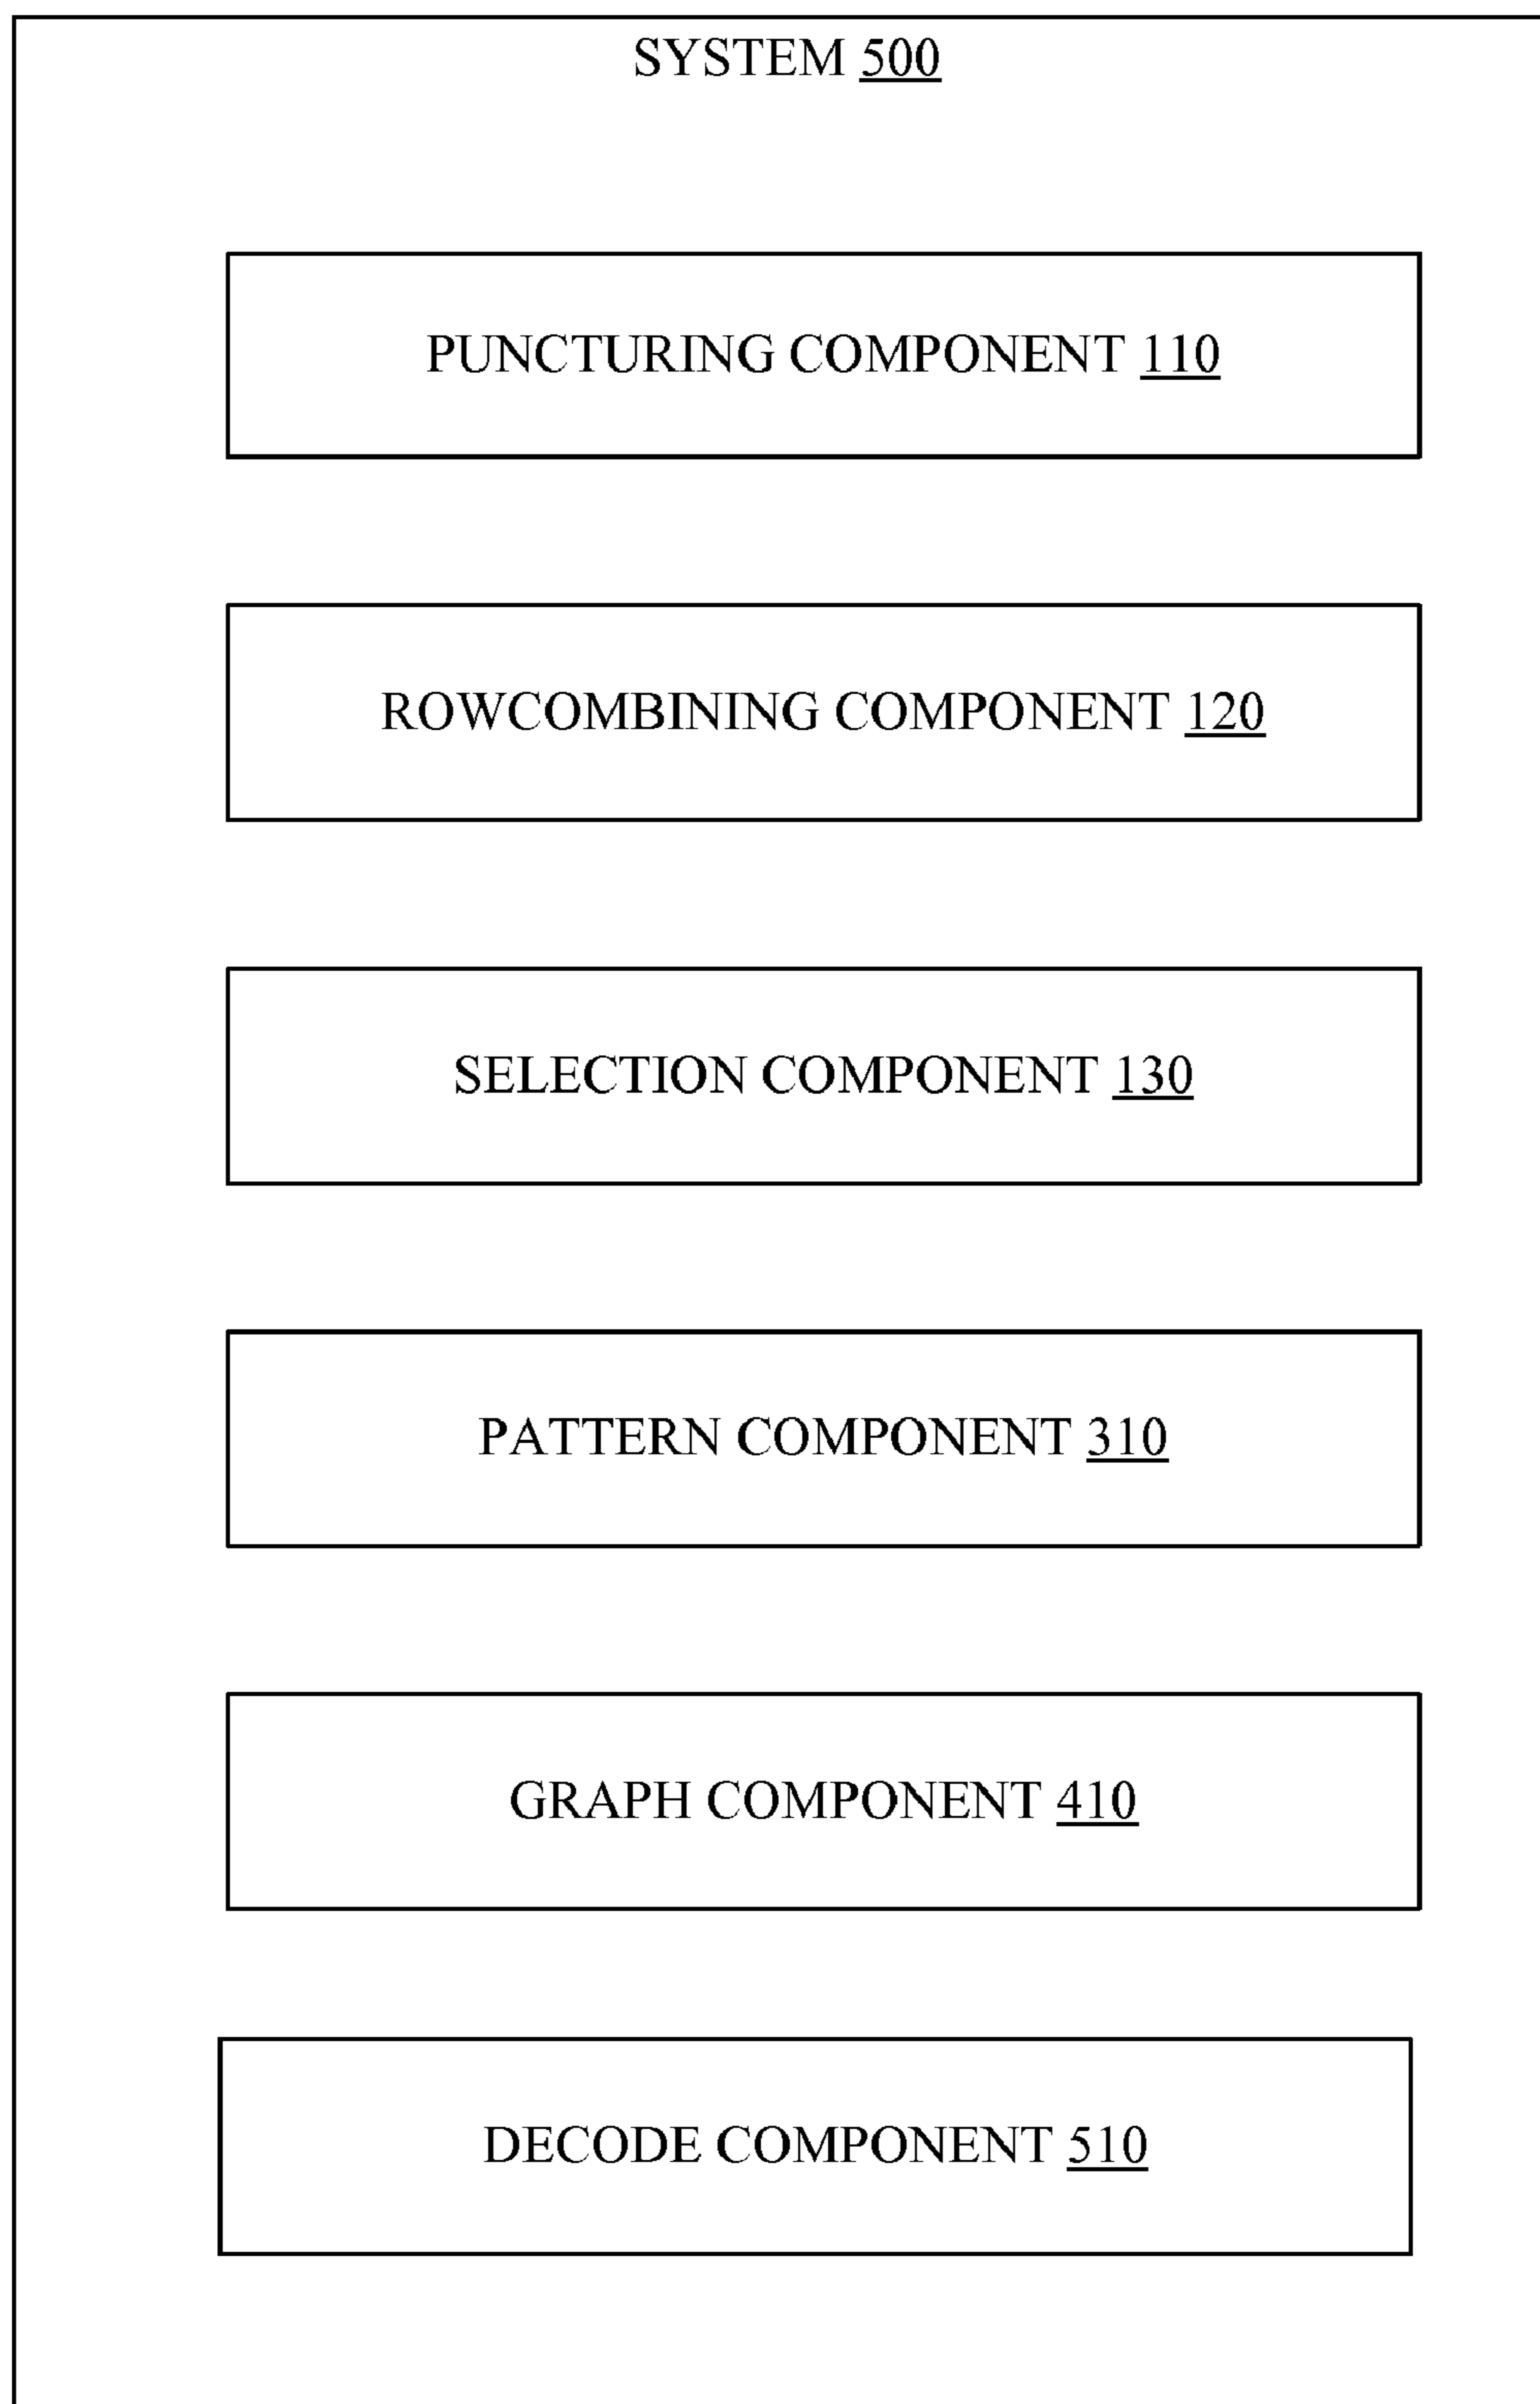 SYSTEM 500
PUNCTURING COMPONENT 110
ROWCOMBINING COMPONENT 120
SELECTION COMPONENT 130
PATTERN COMPONENT 310
GRAPH COMPONENT 410
DECODE COMPONENT 510